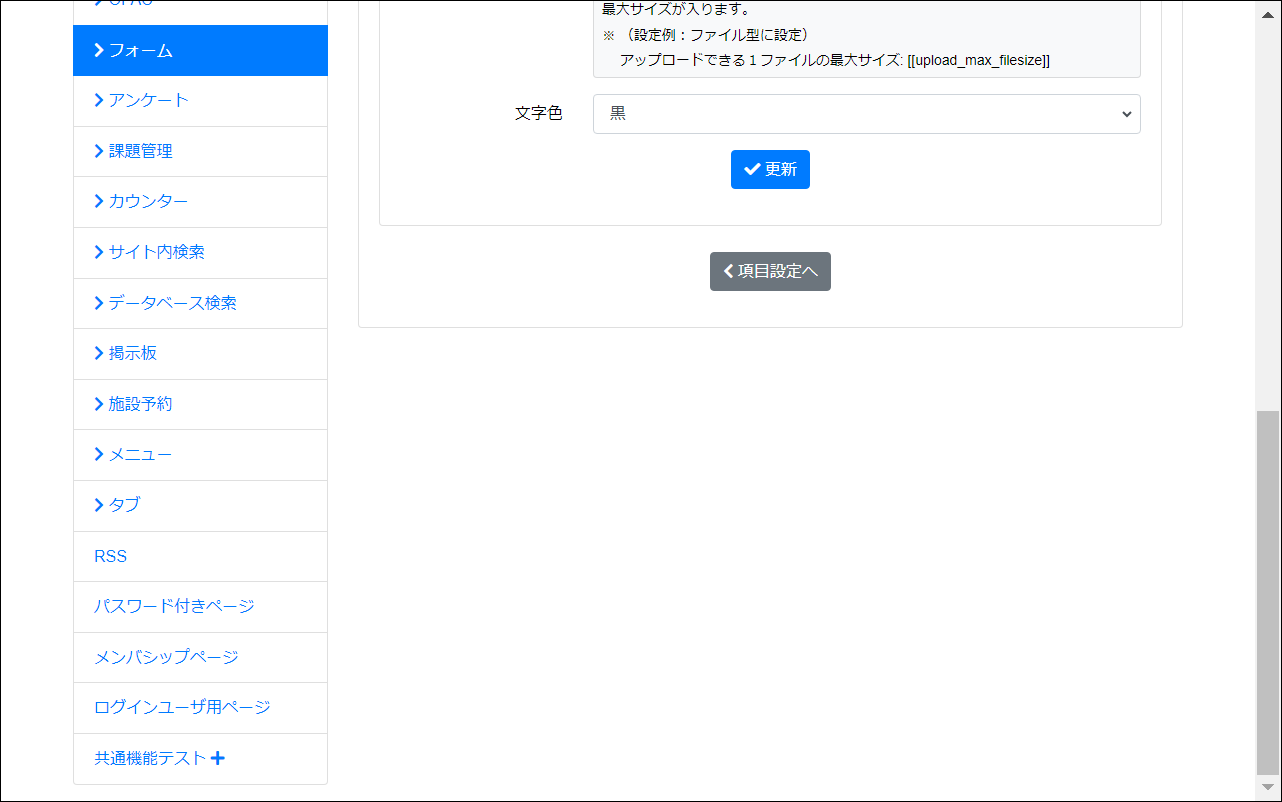 フォーム
アンケート
課題管理
カウンター
サイト内検索
データベース検索
掲示板
施設予約
メニュー
タブ
RSS
パスワード付きページ
メンバシップページ
ログインユーザ用ページ
共通機能テスト
最大サイズが入ります。
※ （設定例：ファイル型に設定）
アップロードできる１ファイルの最大サイズ: [[upload_max_filesize]]
文字色
黒
更新
項目設定へ